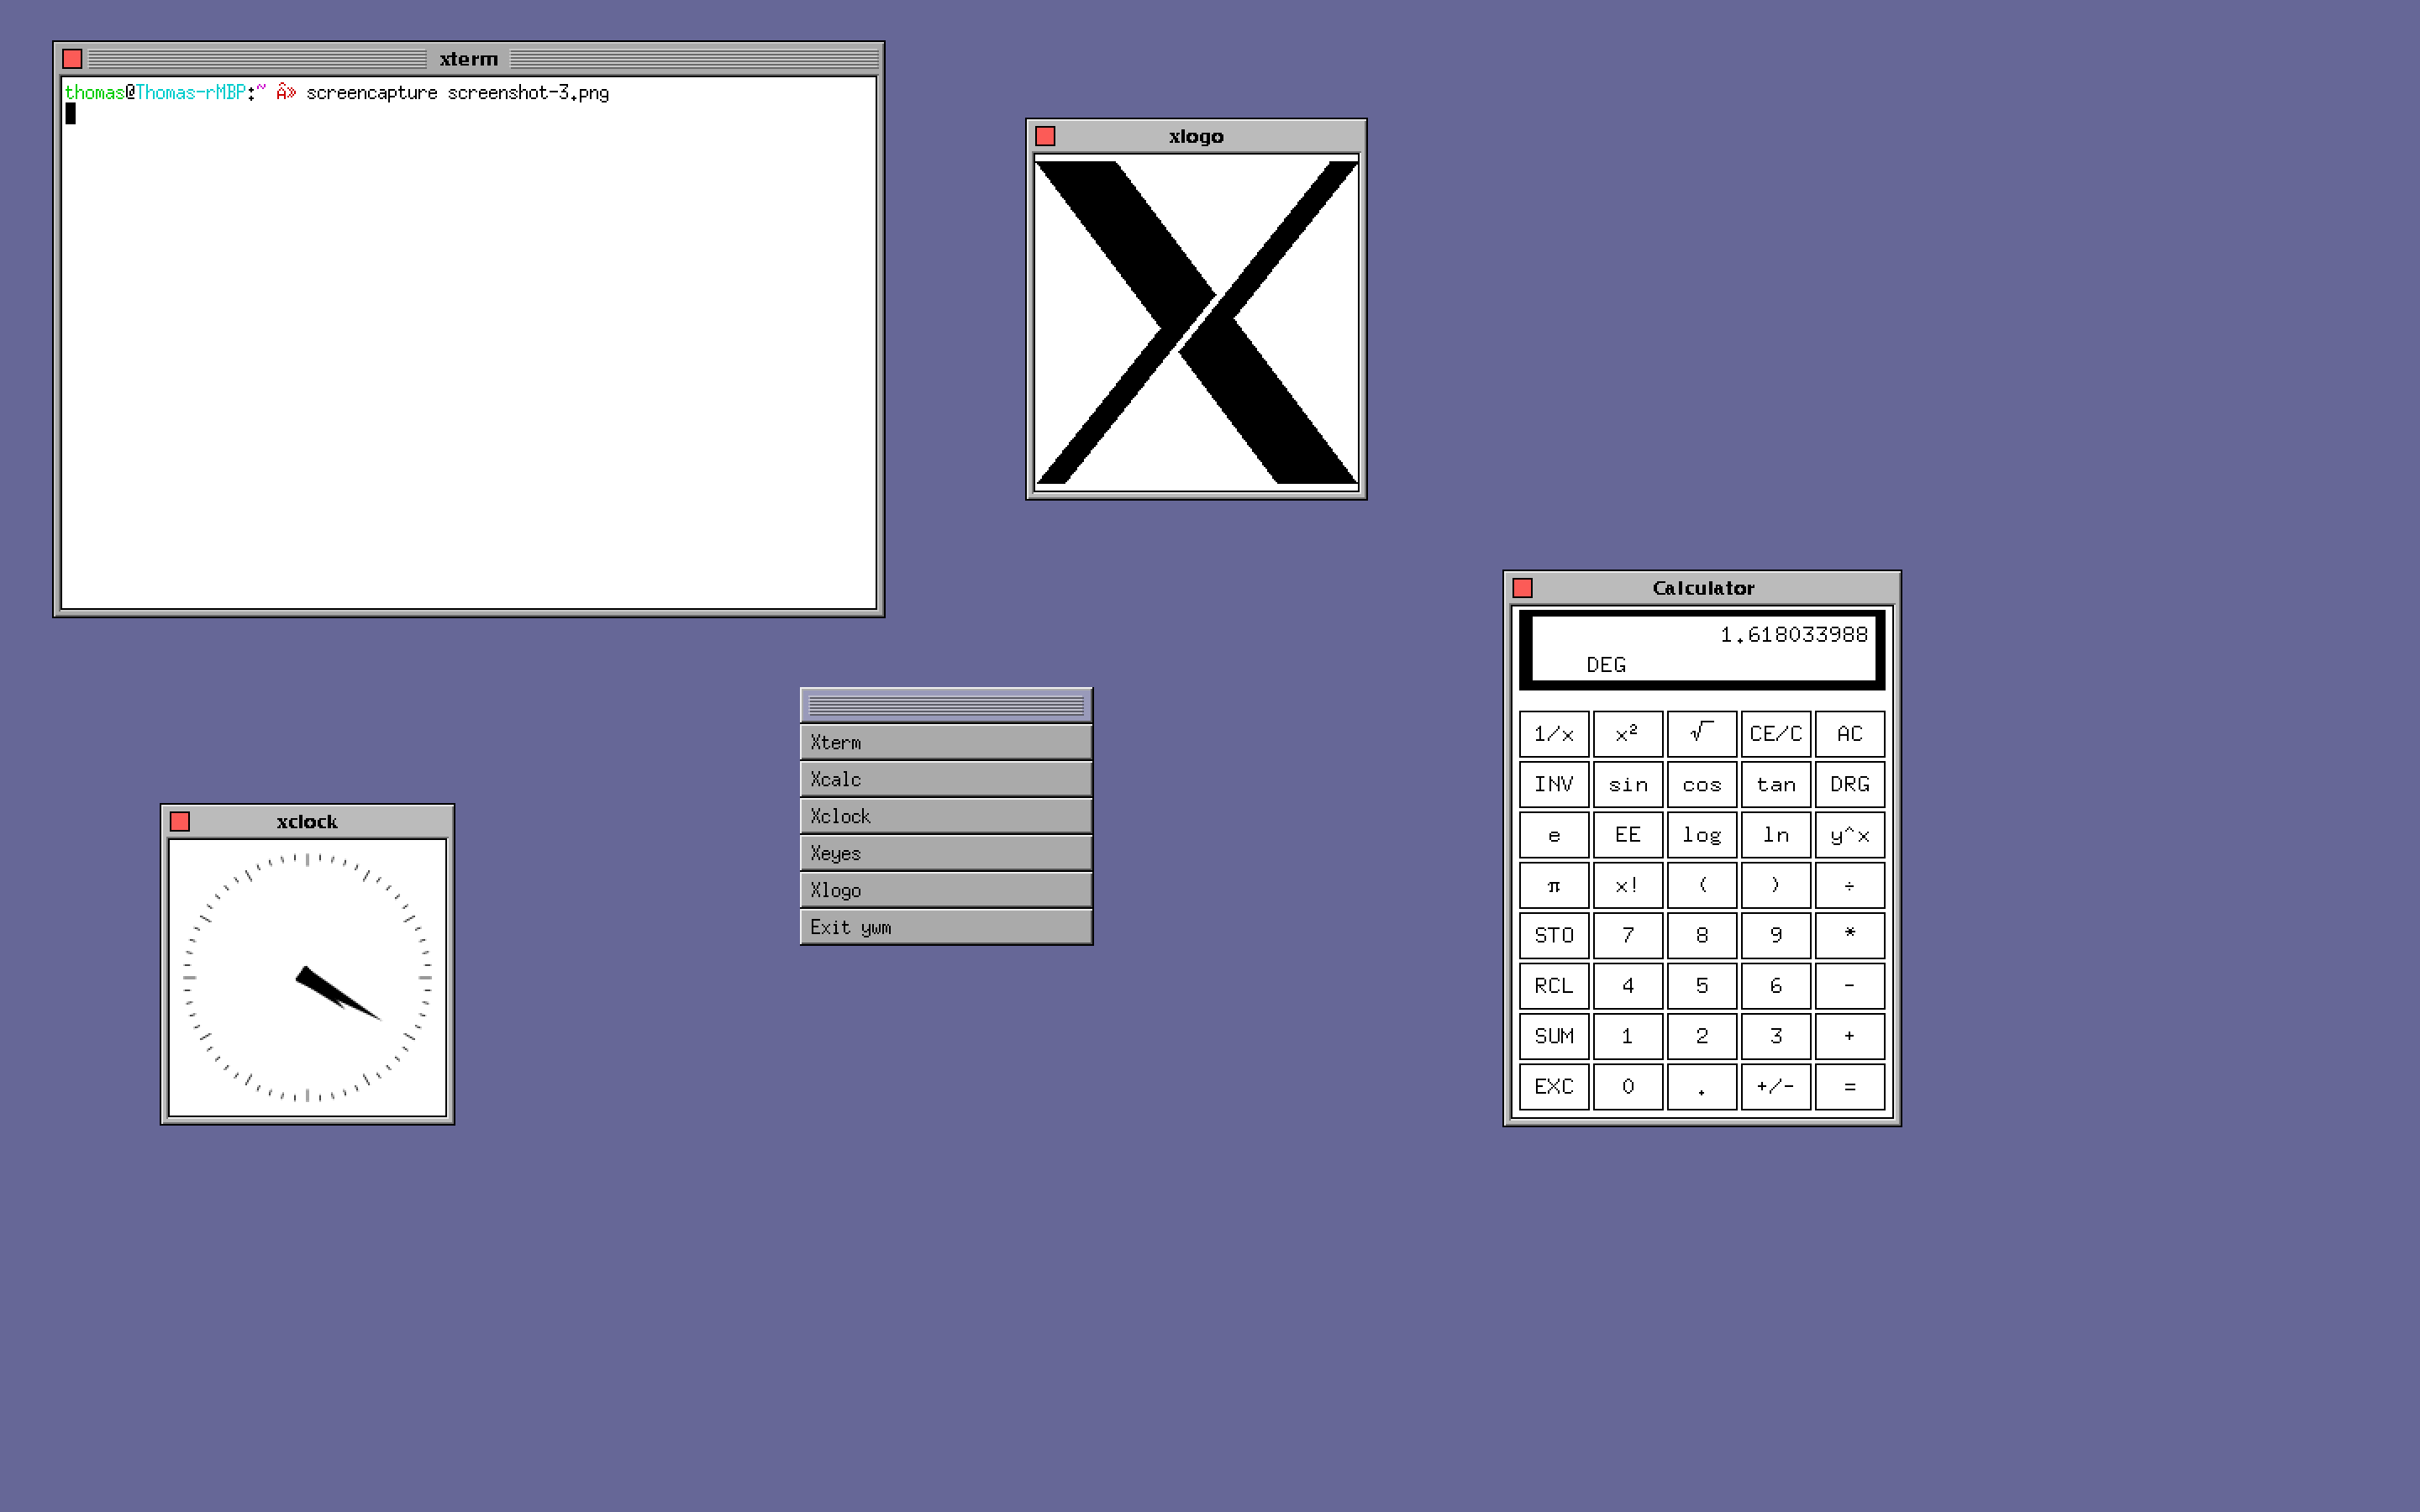 xterm
thomas@Thomas-rMBP:~ Â» screencapture screenshot-3.png
xlogo
Calculator
1.618033988
DEG
1/x x² √ CE/C AC
INV sin cos tan DRG
e EE log ln y^x
π x! ( ) ÷
STO 7 8 9 *
RCL 4 5 6 -
SUM 1 2 3 +
EXC 0 . +/- =
Xterm
Xcalc
Xclock
Xeyes
Xlogo
Exit ywm
xclock